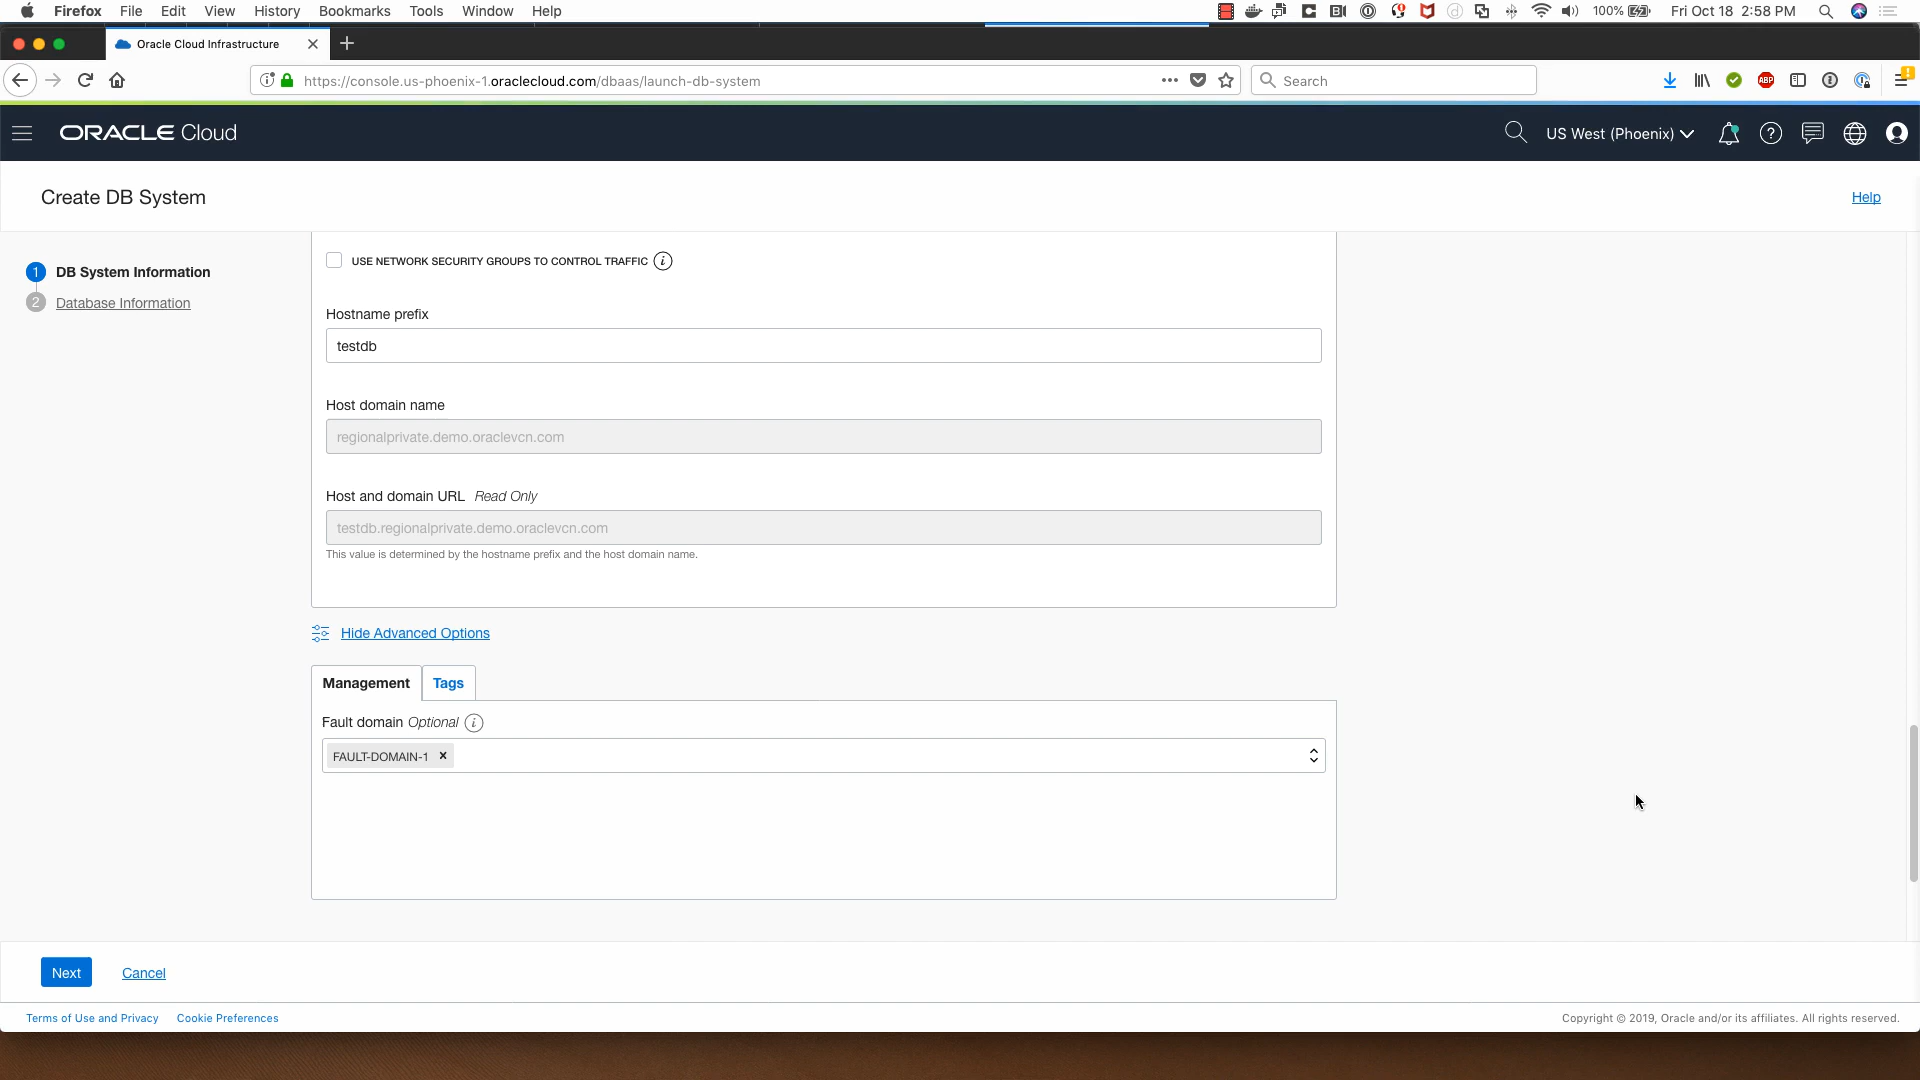 Firefox File Edit View History Bookmarks Tools Window Help 100% Fri Oct 18 2:58 PM
Oracle Cloud Infrastructure
https://console.us-phoenix-1.oraclecloud.com/dbaas/launch-db-system
Search
ORACLE Cloud
US West (Phoenix)
Create DB System
Help
1 DB System Information
2 Database Information
USE NETWORK SECURITY GROUPS TO CONTROL TRAFFIC i
Hostname prefix
testdb
Host domain name
regionalprivate.demo.oraclevcn.com
Host and domain URL Read Only
testdb.regionalprivate.demo.oraclevcn.com
This value is determined by the hostname prefix and the host domain name.
Hide Advanced Options
Management Tags
Fault domain Optional i
FAULT-DOMAIN-1 ×
Next Cancel
Terms of Use and Privacy Cookie Preferences
Copyright © 2019, Oracle and/or its affiliates. All rights reserved.